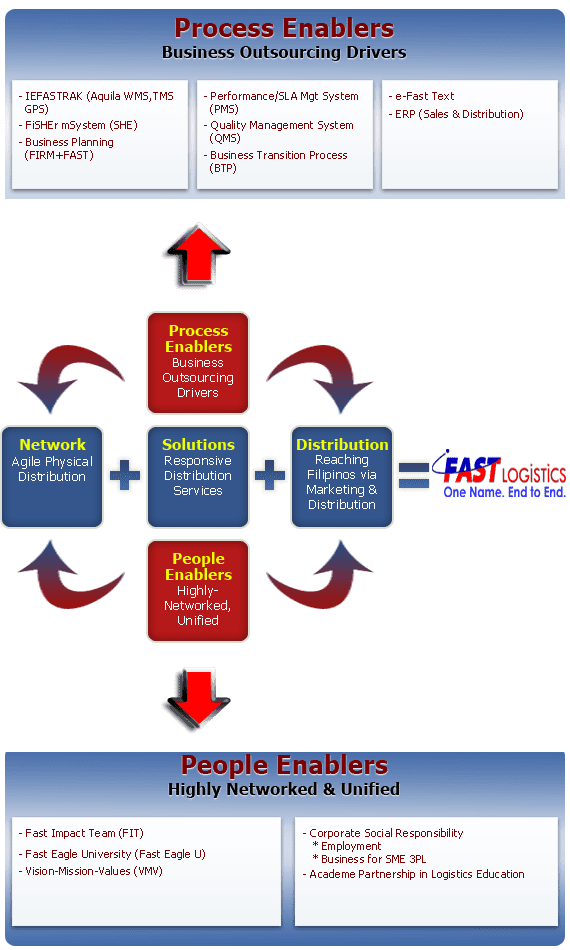 Process Enablers
Business Outsourcing Drivers
- IEFASTRAK (Aquila WMS,TMS
GPS)
- FiSHEr mSystem (SHE)
- Business Planning
(FIRM+FAST)
- Performance/SLA Mgt System
(PMS)
- Quality Management System
(QMS)
- Business Transition Process
(BTP)
- e-Fast Text
- ERP (Sales & Distribution)
Process
Enablers
Business
Outsourcing
Drivers
Network
Agile Physical
Distribution
+
Solutions
Responsive
Distribution
Services
+
Distribution
Reaching
Filipinos via
Marketing &
Distribution
=
FAST LOGISTICS
One Name. End to End.
People
Enablers
Highly-
Networked,
Unified
People Enablers
Highly Networked & Unified
- Fast Impact Team (FIT)
- Fast Eagle University (Fast Eagle U)
- Vision-Mission-Values (VMV)
- Corporate Social Responsibility
* Employment
* Business for SME 3PL
- Academe Partnership in Logistics Education